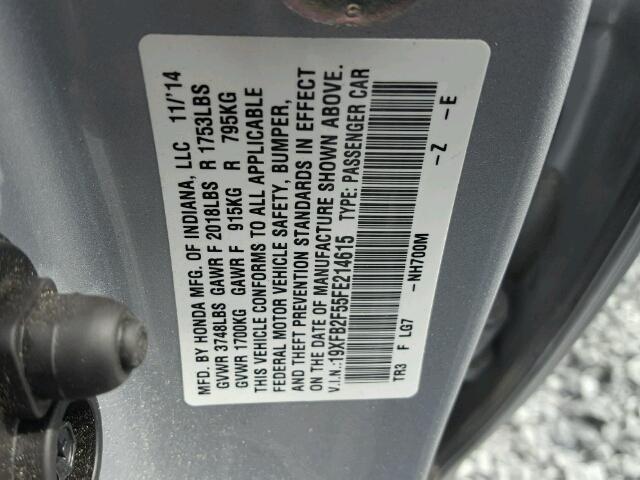 MFD. BY HONDA MFG. OF INDIANA, LLC 11/'14
GVWR 3748LBS GAWR F 2018LBS R 1753LBS
GVWR 1700KG GAWR F 915KG R 795KG
THIS VEHICLE CONFORMS TO ALL APPLICABLE
FEDERAL MOTOR VEHICLE SAFETY, BUMPER,
AND THEFT PREVENTION STANDARDS IN EFFECT
ON THE DATE OF MANUFACTURE SHOWN ABOVE.
V.I.N.:19XFB2F55FE214615 TYPE: PASSENGER CAR
TR3 F LG7 -NH700M -Z -E